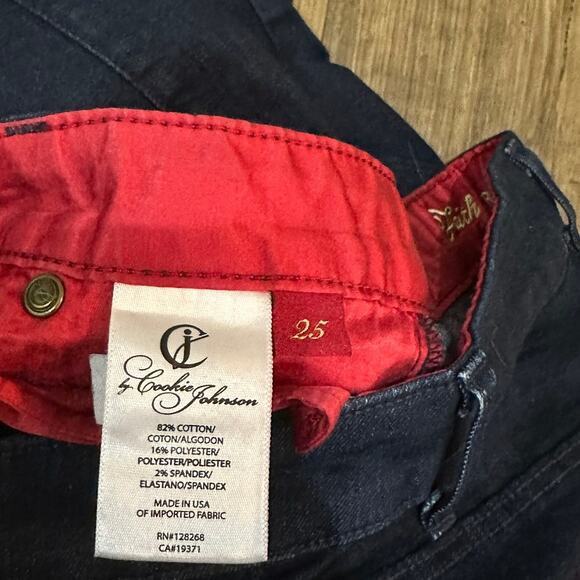 Faith
25
CJ
by Cookie
Johnson
82% COTTON/
COTON/ALGODON
16% POLYESTER/
POLYESTER/POLIESTER
2% SPANDEX/
ELASTANO/SPANDEX
MADE IN USA
OF IMPORTED FABRIC
RN#128268
CA#19371